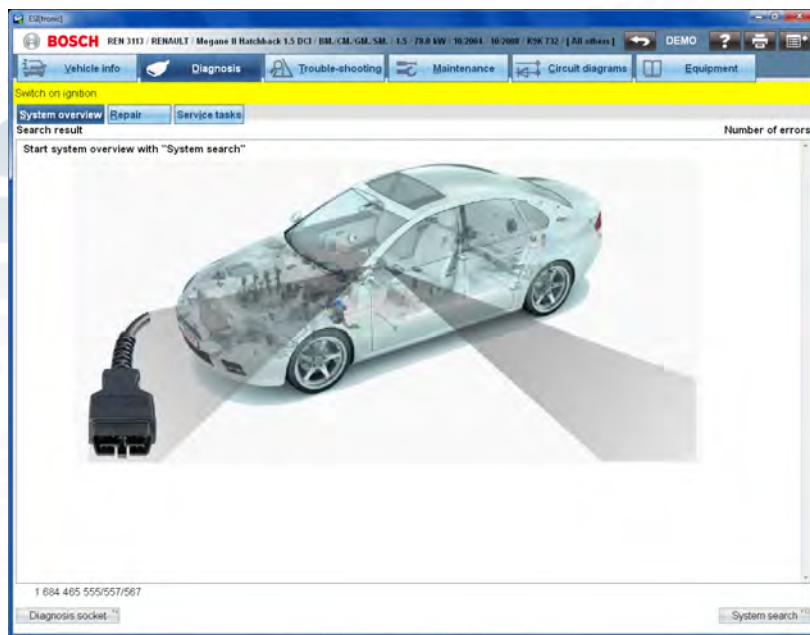 ESI[tronic]
BOSCH REN 3113 / RENAULT / Megane II Hatchback 1.5 DCI / BM./CM./GM. SM. / 1.5 / 78.0 kW / 10.2004 - 10.2008 / K9K 732 / [ All others ] DEMO ?
Vehicle info Diagnosis Trouble-shooting Maintenance Circuit diagrams Equipment
Switch on ignition
System overview Repair Service tasks
Search result Number of errors
Start system overview with "System search"
1 684 465 555/557/567
Diagnosis socket System search